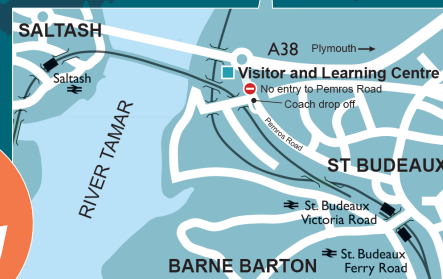 SALTASH
A38 Plymouth
Saltash
Visitor and Learning Centre
No entry to Pemros Road
Coach drop off
Pemros Road
RIVER TAMAR
ST BUDEAUX
St. Budeaux
Victoria Road
St. Budeaux
Ferry Road
BARNE BARTON